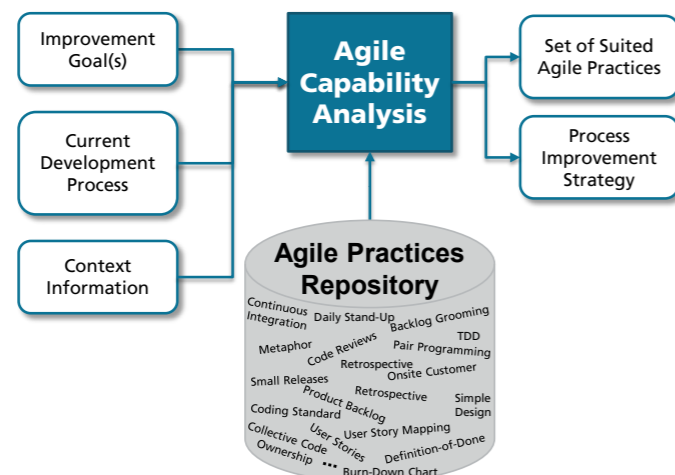 Improvement
Goal(s)
Current
Development
Process
Context
Information
Agile
Capability
Analysis
Set of Suited
Agile Practices
Process
Improvement
Strategy
Agile Practices
Repository
Continuous
Integration
Daily Stand-Up
Backlog Grooming
TDD
Metaphor
Code Reviews
Pair Programming
Retrospective
Onsite Customer
Small Releases
Product Backlog
Retrospective
Simple
Design
Coding Standard
User Stories
User Story Mapping
Collective Code
Ownership
Definition-of-Done
...
Burn-Down Chart